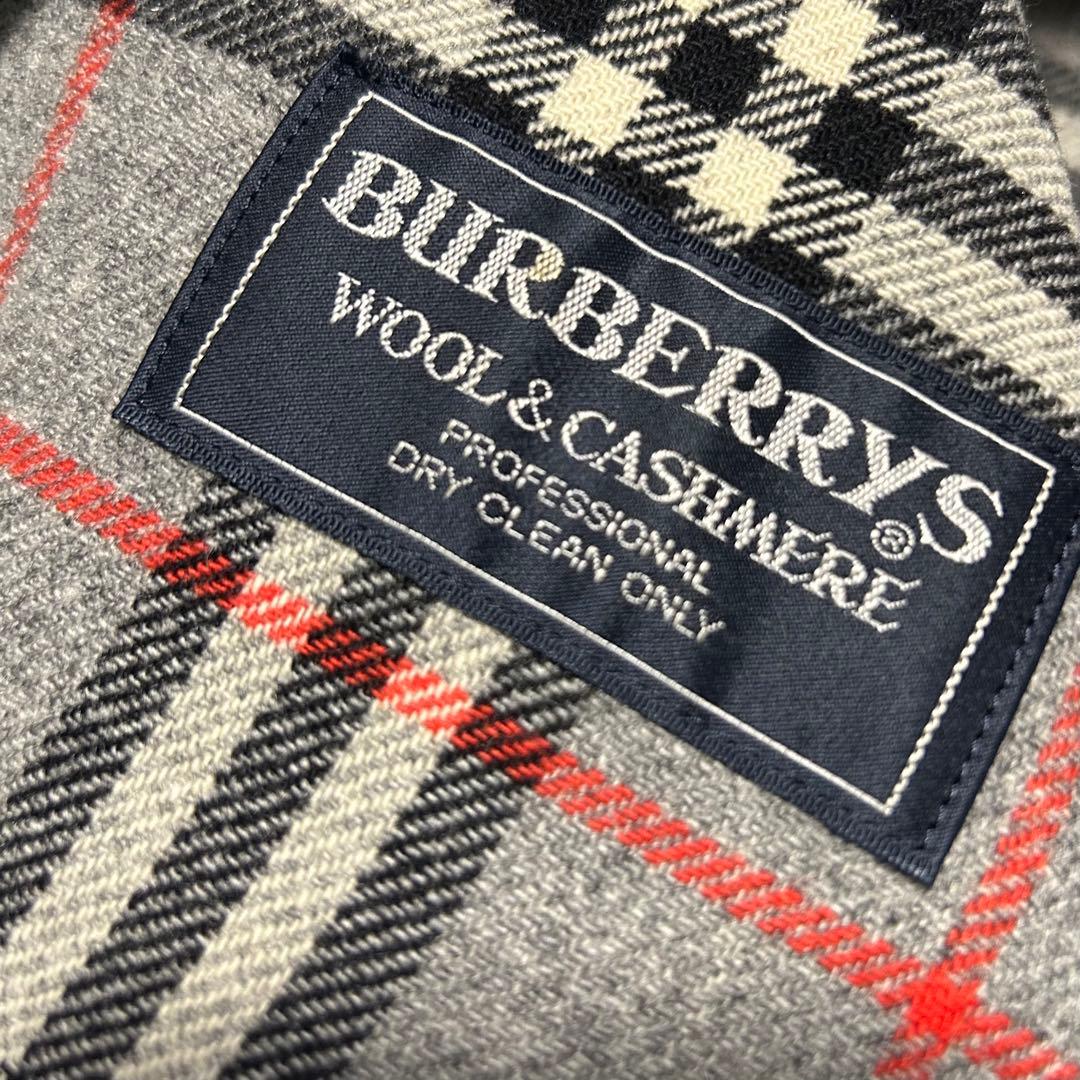 BURBERRYS®
WOOL & CASHMERE
PROFESSIONAL
DRY CLEAN ONLY